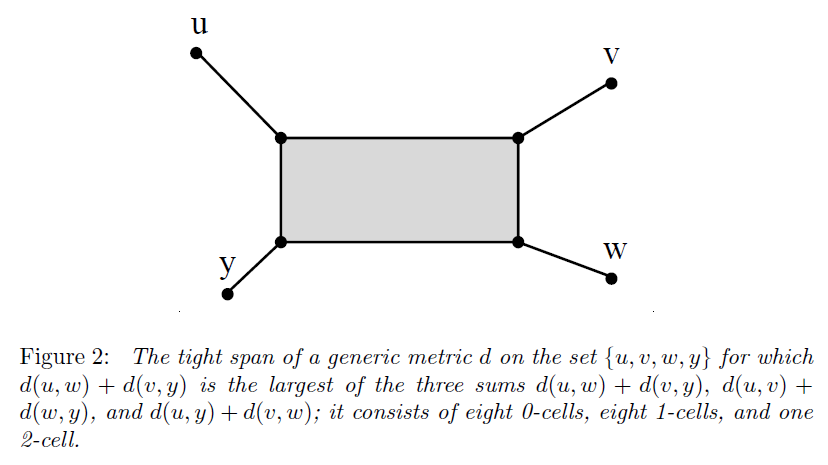 u
v
w
y
Figure 2: The tight span of a generic metric d on the set {u, v, w, y} for which
d(u, w) + d(v, y) is the largest of the three sums d(u, w) + d(v, y), d(u, v) +
d(w, y), and d(u, y) + d(v, w); it consists of eight 0-cells, eight 1-cells, and one
2-cell.